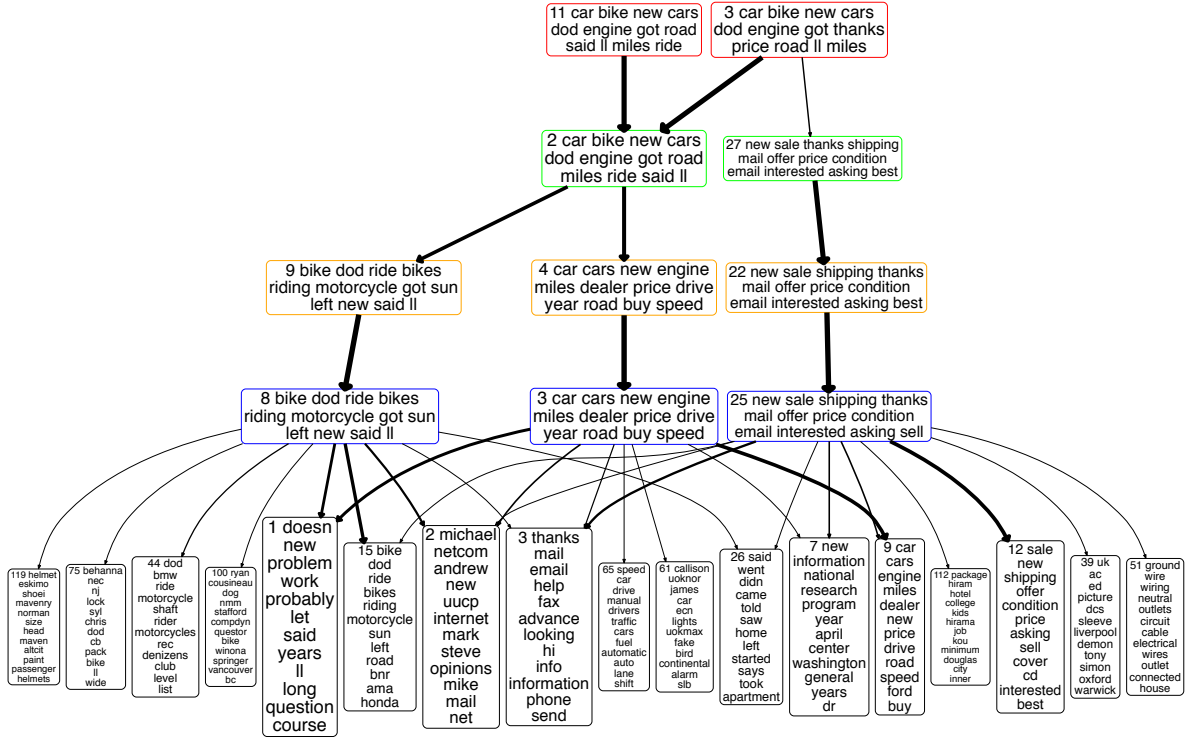 11 car bike new cars
dod engine got road
said ll miles ride
3 car bike new cars
dod engine got thanks
price road ll miles
2 car bike new cars
dod engine got road
miles ride said ll
27 new sale thanks shipping
mail offer price condition
email interested asking best
9 bike dod ride bikes
riding motorcycle got sun
left new said ll
4 car cars new engine
miles dealer price drive
year road buy speed
22 new sale shipping thanks
mail offer price condition
email interested asking best
8 bike dod ride bikes
riding motorcycle got sun
left new said ll
3 car cars new engine
miles dealer price drive
year road buy speed
25 new sale shipping thanks
mail offer price condition
email interested asking sell
119 helmet
eskimo
shoei
mavenry
norman
size
head
maven
altcit
paint
passenger
helmets
75 behanna
nec
nj
lock
syl
chris
dod
cb
pack
bike
ll
wide
44 dod
bmw
ride
motorcycle
shaft
rider
motorcycles
rec
denizens
club
level
list
100 ryan
cousineau
dog
nmm
stafford
compdyn
questor
bike
winona
springer
vancouver
bc
1 doesn
new
problem
work
probably
let
said
years
ll
long
question
course
15 bike
dod
ride
bikes
riding
motorcycle
sun
left
road
bnr
ama
honda
2 michael
netcom
andrew
new
uucp
internet
mark
steve
opinions
mike
mail
net
3 thanks
mail
email
help
fax
advance
looking
hi
info
information
phone
send
65 speed
car
drive
manual
drivers
traffic
cars
fuel
automatic
auto
lane
shift
61 callison
uoknor
james
car
ecn
lights
uokmax
fake
bird
continental
alarm
slb
26 said
went
didn
came
told
saw
home
left
started
says
took
apartment
7 new
information
national
research
program
year
april
center
washington
general
years
dr
9 car
cars
engine
miles
dealer
new
price
drive
road
speed
ford
buy
112 package
hiram
hotel
college
kids
hirama
job
kou
minimum
douglas
city
inner
12 sale
new
shipping
offer
condition
price
asking
sell
cover
cd
interested
best
39 uk
ac
ed
picture
dcs
sleeve
liverpool
demon
tony
simon
oxford
warwick
51 ground
wire
wiring
neutral
outlets
circuit
cable
electrical
wires
outlet
connected
house